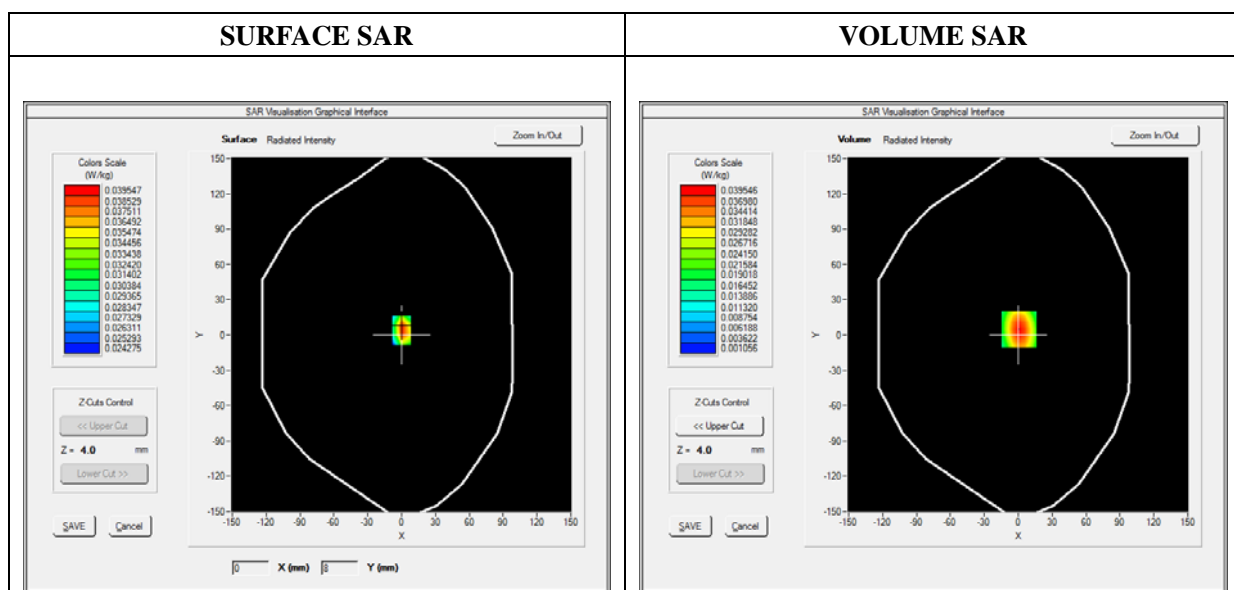 SURFACE SAR
VOLUME SAR
SAR Visualisation Graphical Interface
Surface Radiated Intensity
Zoom In/Out
Colors Scale
(W/kg)
0.039547
0.038529
0.037511
0.036492
0.035474
0.034456
0.033438
0.032420
0.031402
0.030384
0.029365
0.028347
0.027329
0.026311
0.025293
0.024275
Z-Cuts Control
<< Upper Cut
Z = 4.0 mm
Lower Cut >>
SAVE Cancel
150
120
90
60
30
0
-30
-60
-90
-120
-150
Y
-150 -120 -90 -60 -30 0 30 60 90 120 150
X
0 X (mm) 8 Y (mm)
SAR Visualisation Graphical Interface
Volume Radiated Intensity
Zoom In/Out
Colors Scale
(W/kg)
0.039546
0.036980
0.034414
0.031848
0.029282
0.026716
0.024150
0.021584
0.019018
0.016452
0.013886
0.011320
0.008754
0.006188
0.003622
0.001056
Z-Cuts Control
<< Upper Cut
Z = 4.0 mm
Lower Cut >>
SAVE Cancel
150
120
90
60
30
0
-30
-60
-90
-120
-150
Y
-150 -120 -90 -60 -30 0 30 60 90 120 150
X